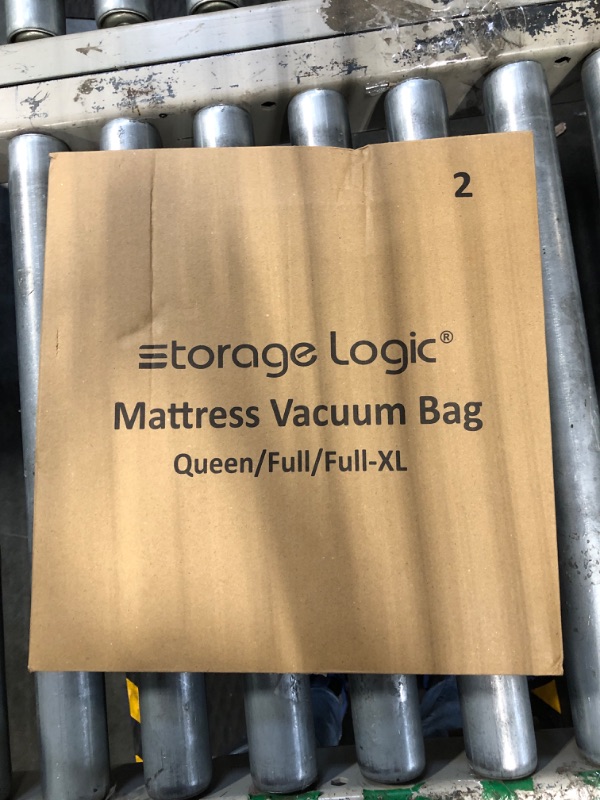 2
Storage Logic®
Mattress Vacuum Bag
Queen/Full/Full-XL